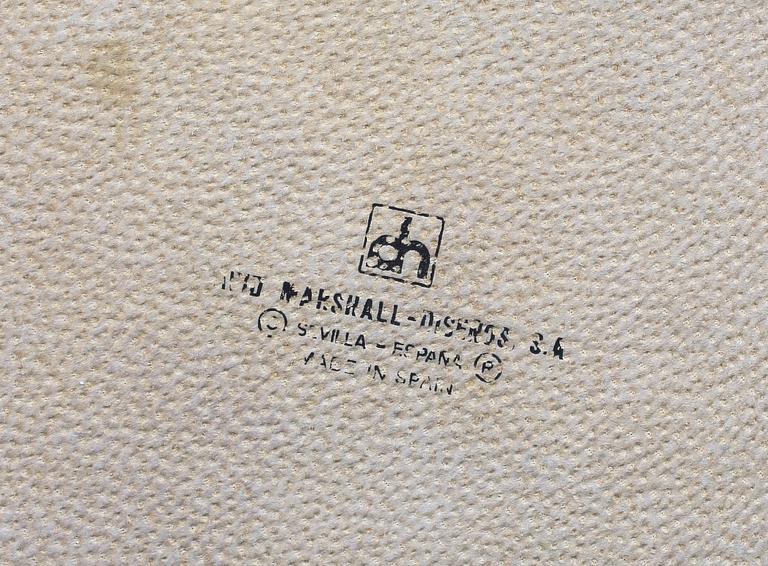 MARSHALL-DISEÑOS, S.A
© SEVILLA - ESPAÑA ®
MADE IN SPAIN